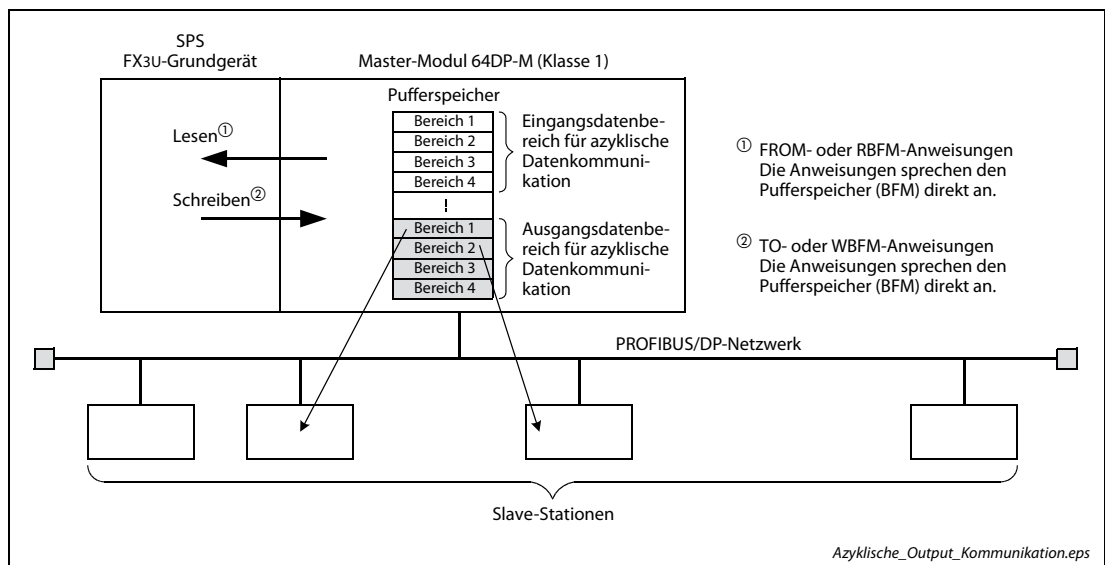 SPS
FX3U-Grundgerät
Master-Modul 64DP-M (Klasse 1)
Pufferspeicher
Bereich 1
Bereich 2
Bereich 3
Bereich 4
Eingangsdatenbe-
reich für azyklische
Datenkommuni-
kation
Lesen①
Schreiben②
Bereich 1
Bereich 2
Bereich 3
Bereich 4
Ausgangsdatenbe-
reich für azyklische
Datenkommuni-
kation
① FROM- oder RBFM-Anweisungen
Die Anweisungen sprechen den
Pufferspeicher (BFM) direkt an.
② TO- oder WBFM-Anweisungen
Die Anweisungen sprechen den
Pufferspeicher (BFM) direkt an.
PROFIBUS/DP-Netzwerk
Slave-Stationen
Azyklische_Output_Kommunikation.eps